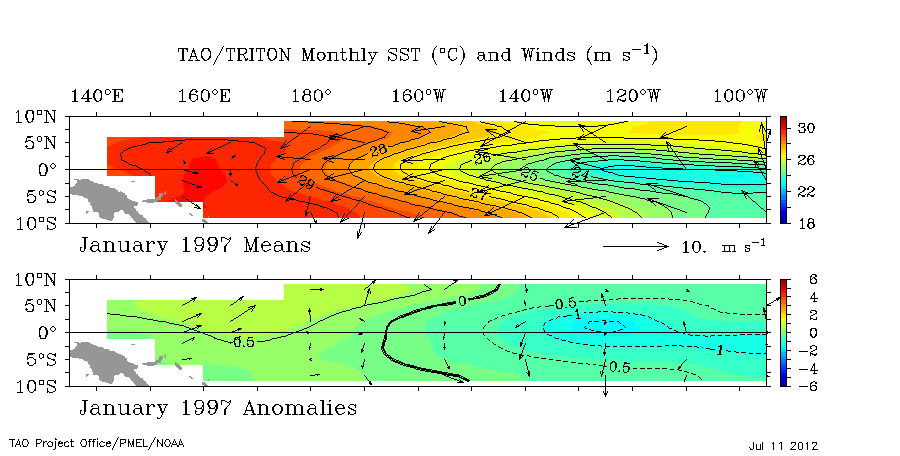 TAO/TRITON Monthly SST (°C) and Winds (m s⁻¹)
140°E 160°E 180° 160°W 140°W 120°W 100°W
10°N
5°N
0°
5°S
10°S
28
26
25
24
29
27
30
26
22
18
January 1997 Means
10. m s⁻¹
10°N
5°N
0°
5°S
10°S
0
0.5
1
0.5
1
0.5
6
4
2
0
−2
−4
−6
January 1997 Anomalies
TAO Project Office/PMEL/NOAA
Jul 11 2012